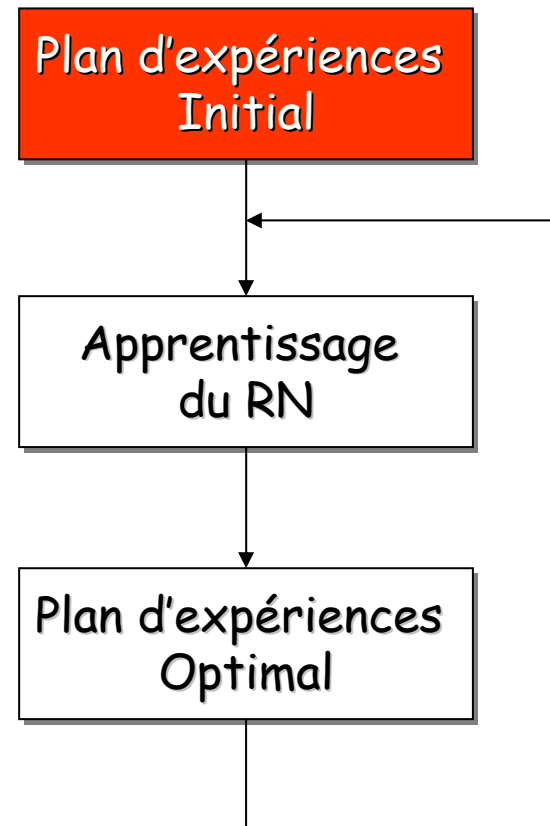 Plan d’expériences
Initial
Apprentissage
du RN
Plan d’expériences
Optimal